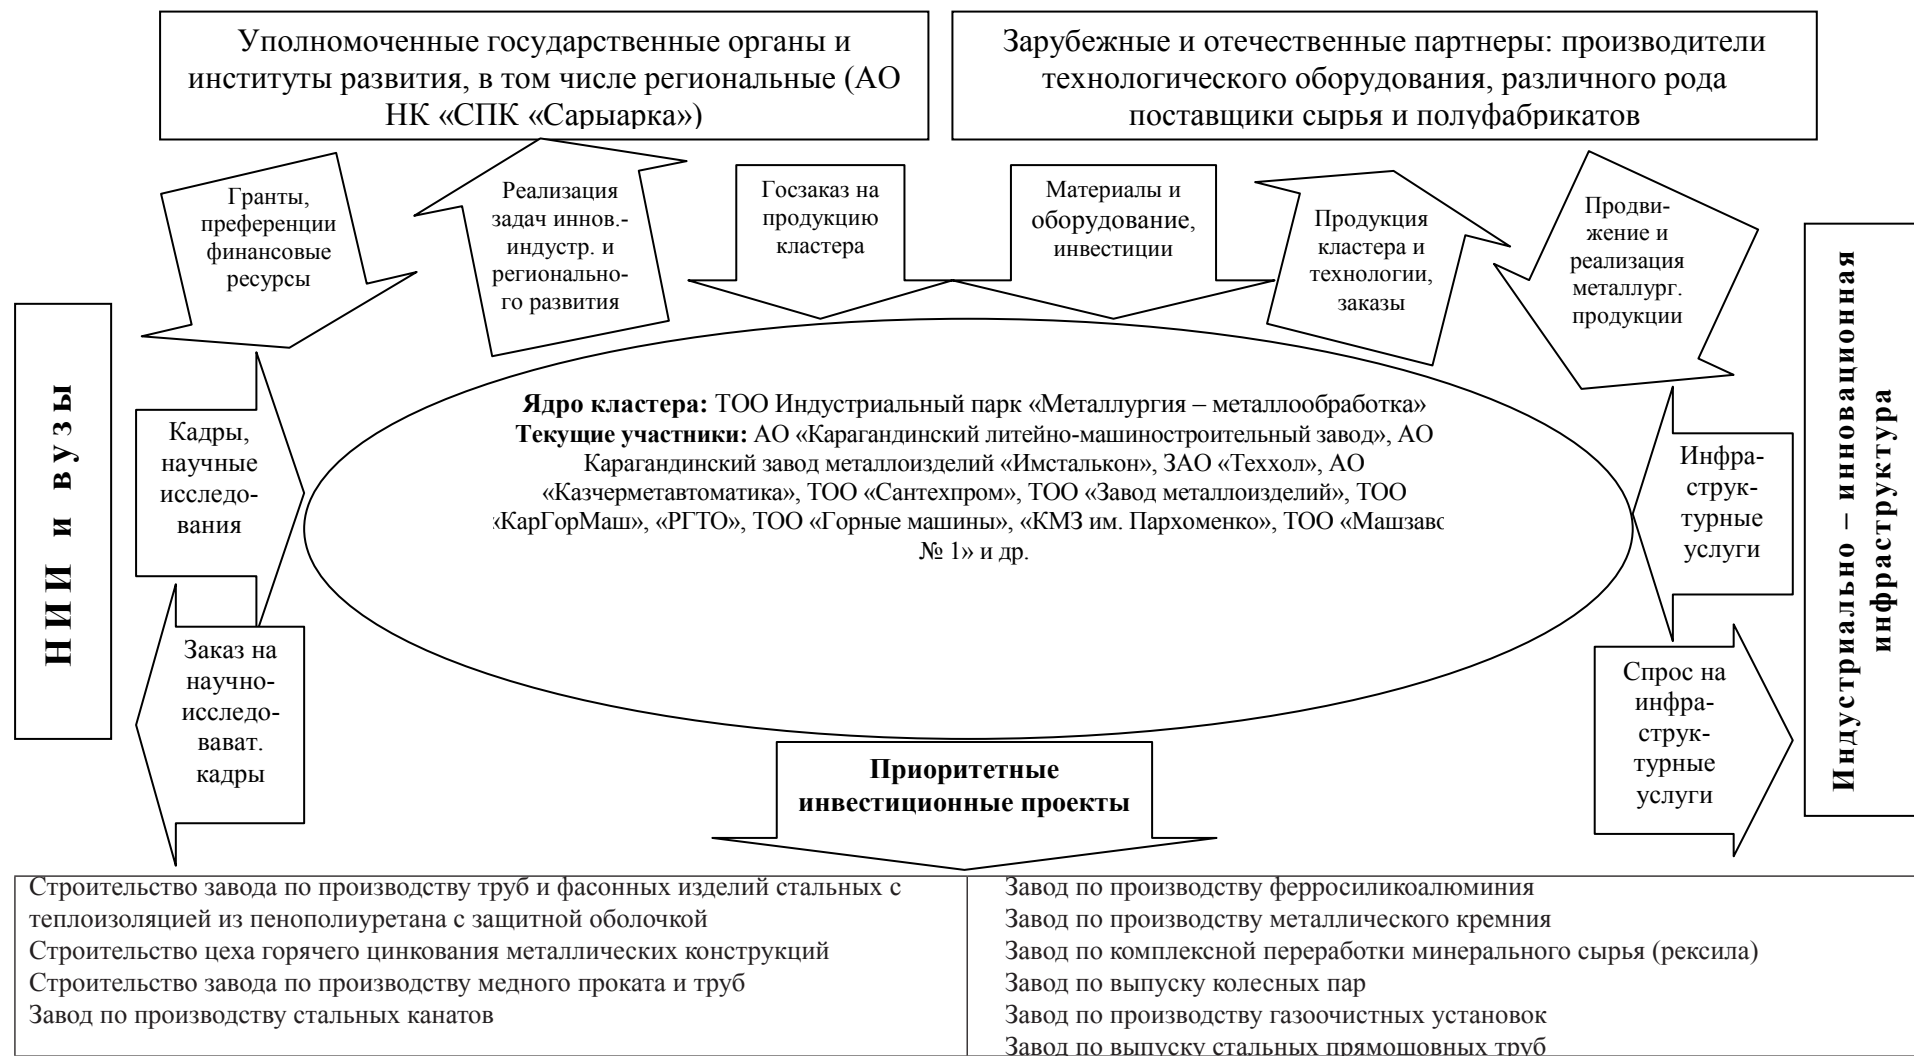 Уполномоченные государственные органы и
институты развития, в том числе региональные (АО
НК «СПК «Сарыарка»)
Зарубежные и отечественные партнеры: производители
технологического оборудования, различного рода
поставщики сырья и полуфабрикатов
Гранты,
преференции
финансовые
ресурсы
Реализация
задач иннов.-
индустр. и
регионально-
го развития
Госзаказ на
продукцию
кластера
Материалы и
оборудование,
инвестиции
Продукция
кластера и
технологии,
заказы
Продви-
жение и
реализация
металлург.
продукции
НИИ и вузы
Кадры,
научные
исследо-
вания
Заказ на
научно-
исследо-
ват.
кадры
Ядро кластера: ТОО Индустриальный парк «Металлургия – металлообработка»
Текущие участники: АО «Карагандинский литейно-машиностроительный завод», АО
Карагандинский завод металлоизделий «Имсталькон», ЗАО «Теххол», АО
«Казчерметавтоматика», ТОО «Сантехпром», ТОО «Завод металлоизделий», ТОО
«КарГорМаш», «РГТО», ТОО «Горные машины», «КМЗ им. Пархоменко», ТОО «Машзаво
№ 1» и др.
Инфра-
струк-
турные
услуги
Спрос на
инфра-
струк-
турные
услуги
Индустриально – инновационная
инфраструктура
Приоритетные
инвестиционные проекты
Строительство завода по производству труб и фасонных изделий стальных с
теплоизоляцией из пенополиуретана с защитной оболочкой
Строительство цеха горячего цинкования металлических конструкций
Строительство завода по производству медного проката и труб
Завод по производству стальных канатов
Завод по производству ферросиликоалюминия
Завод по производству металлического кремния
Завод по комплексной переработки минерального сырья (рексила)
Завод по выпуску колесных пар
Завод по производству газоочистных установок
Завод по выпуску стальных прямошовных труб